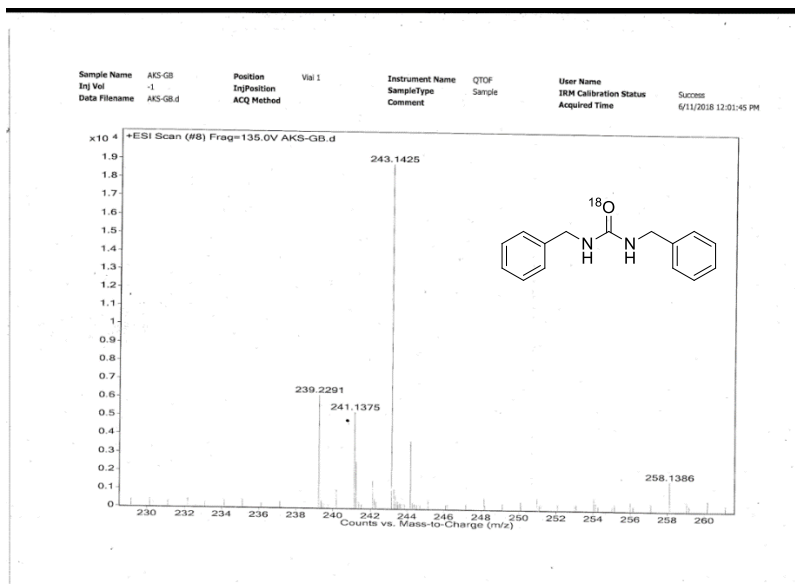 Sample Name AKS-GB Position Vial 1 Instrument Name QTOF User Name
Inj Vol -1 InjPosition SampleType Sample IRM Calibration Status Success
Data Filename AKS-GB.d ACQ Method Comment Acquired Time 6/11/2018 12:01:45 PM
x10 4 +ESI Scan (#8) Frag=135.0V AKS-GB.d
1.9
243.1425
1.8
1.7
1.6
18O
1.5
1.4
N N
H H
1.3
1.2
1.1
1
0.9
0.8
0.7
0.6
239.2291
0.5
241.1375
0.4
0.3
0.2
258.1386
0.1
0
230 232 234 236 238 240 242 244 246 248 250 252 254 256 258 260
Counts vs. Mass-to-Charge (m/z)